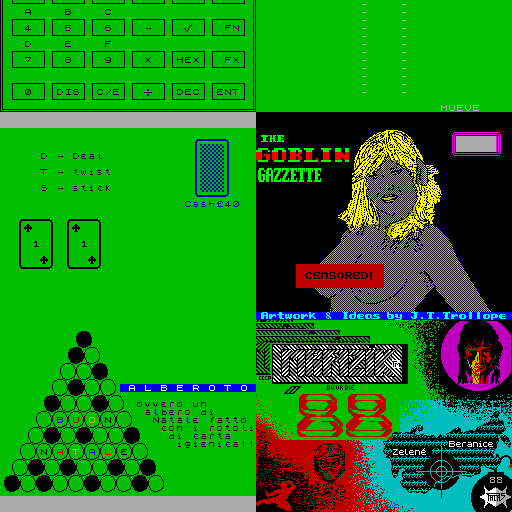 A B C
4 5 6 - √ FN
D E F
7 8 9 X HEX FX
0 DIS C/E ÷ DEC ENT
MUEVE
D - Deal
T - twist
S - stick
Cash£40
1 1
THE
GOBLIN
GAZZETTE
CENSORED!
Artwork & Ideas by J.T.Trollope
ALBEROTO
ovvero un
albero di
Natale fatto
con i rotoli
di carta
igienica!!
BUON
NATALE
88
Beranice
Zelené
88